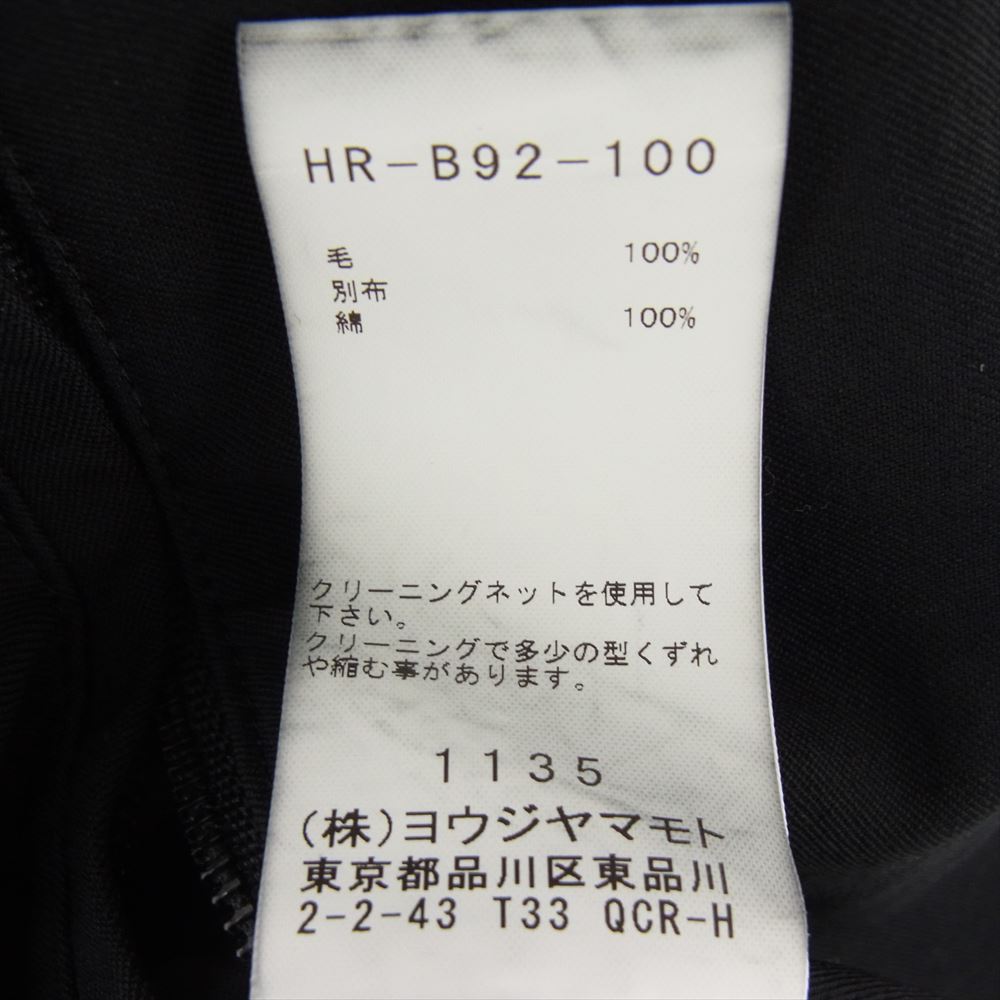 HR-B92-100
毛 100%
別布
綿 100%
クリーニングネットを使用して
下さい。
クリーニングで多少の型くずれ
や縮む事があります。
1135
(株)ヨウジヤマモト
東京都品川区東品川
2-2-43 T33 QCR-H